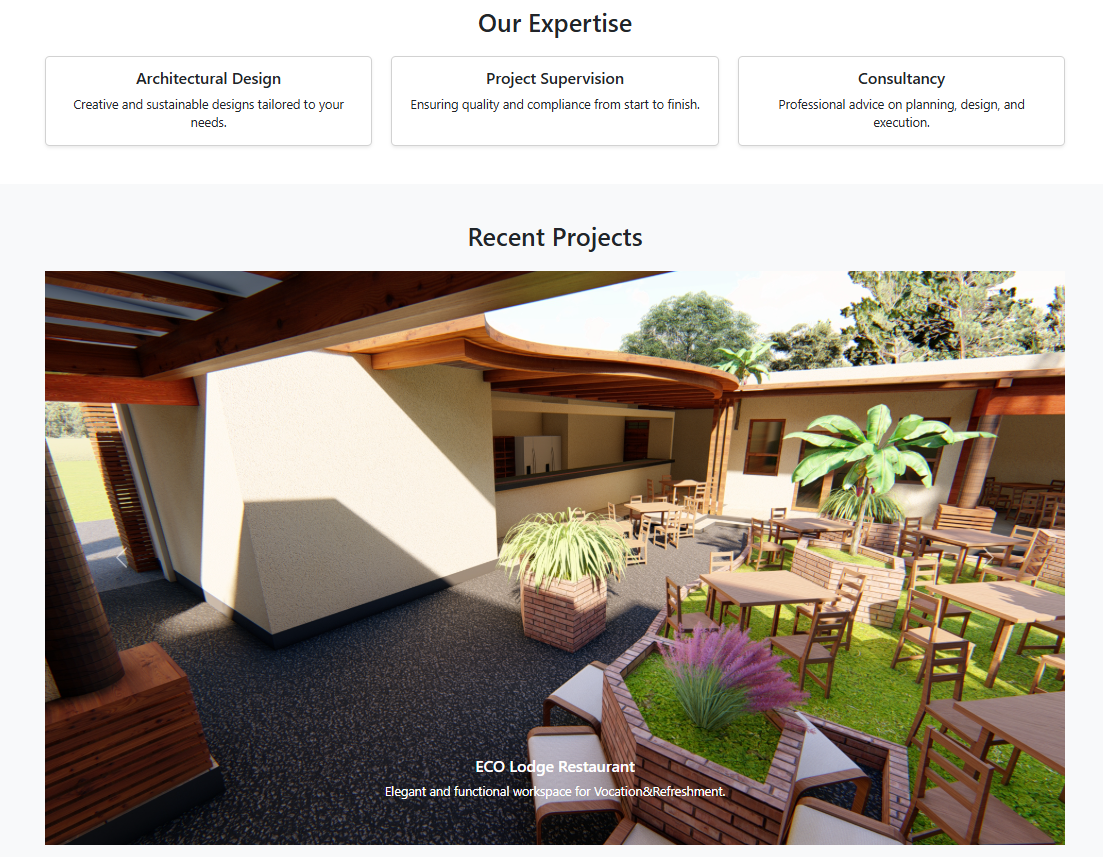 Our Expertise
Architectural Design
Creative and sustainable designs tailored to your
needs.
Project Supervision
Ensuring quality and compliance from start to finish.
Consultancy
Professional advice on planning, design, and
execution.
Recent Projects
ECO Lodge Restaurant
Elegant and functional workspace for Vocation&Refreshment.